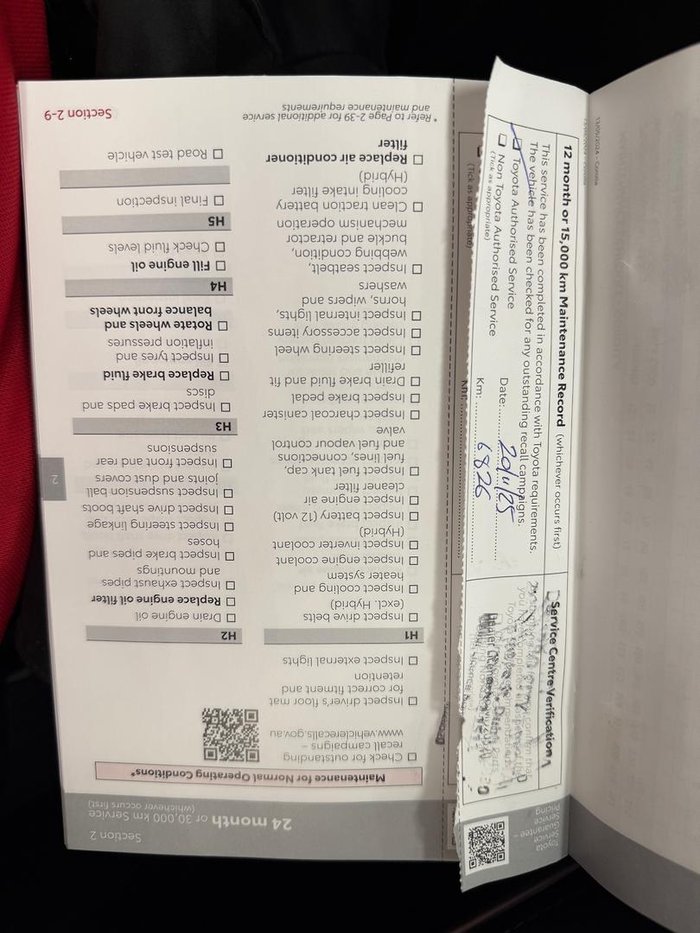 Section 2
24 month or 30,000 km Service
(whichever occurs first)
Maintenance for Normal Operating Conditions*
Check for outstanding
recall campaigns –
www.vehiclerecalls.gov.au
Inspect driver's floor mat
for correct fitment and
retention
Inspect external lights
H1
Inspect drive belts
(excl. Hybrid)
Inspect cooling and
heater system
Inspect engine coolant
Inspect inverter coolant
(Hybrid)
Inspect battery (12 volt)
Inspect engine air
cleaner filter
Inspect fuel tank cap,
fuel lines, connections
and fuel vapour control
valve
Inspect charcoal canister
Inspect brake pedal
Drain brake fluid and fit
refiller
Inspect steering wheel
Inspect accessory items
Inspect internal lights,
horns, wipers and
washers
Inspect seatbelt,
webbing condition,
buckle and retractor
mechanism operation
Clean traction battery
cooling intake filter
(Hybrid)
Replace air conditioner
filter
H2
Drain engine oil
Replace engine oil filter
Inspect exhaust pipes
and mountings
Inspect brake pipes and
hoses
Inspect steering linkage
Inspect drive shaft boots
Inspect suspension ball
joints and dust covers
Inspect front and rear
suspensions
H3
Inspect brake pads and
discs
Replace brake fluid
Inspect tyres and
inflation pressures
Rotate wheels and
balance front wheels
H4
Fill engine oil
Check fluid levels
H5
Final inspection
Road test vehicle
* Refer to Page 2-39 for additional service
and maintenance requirements
Section 2-9
2
12 month or 15,000 km Maintenance Record (whichever occurs first)
This service has been completed in accordance with Toyota requirements.
The vehicle has been checked for any outstanding recall campaigns.
Toyota Authorised Service
Non Toyota Authorised Service
(Tick as appropriate)
Date: 20/11/25
Km: 6826
Service Centre Verification
Toyota
Service
Guarantee –
Service
Pricing